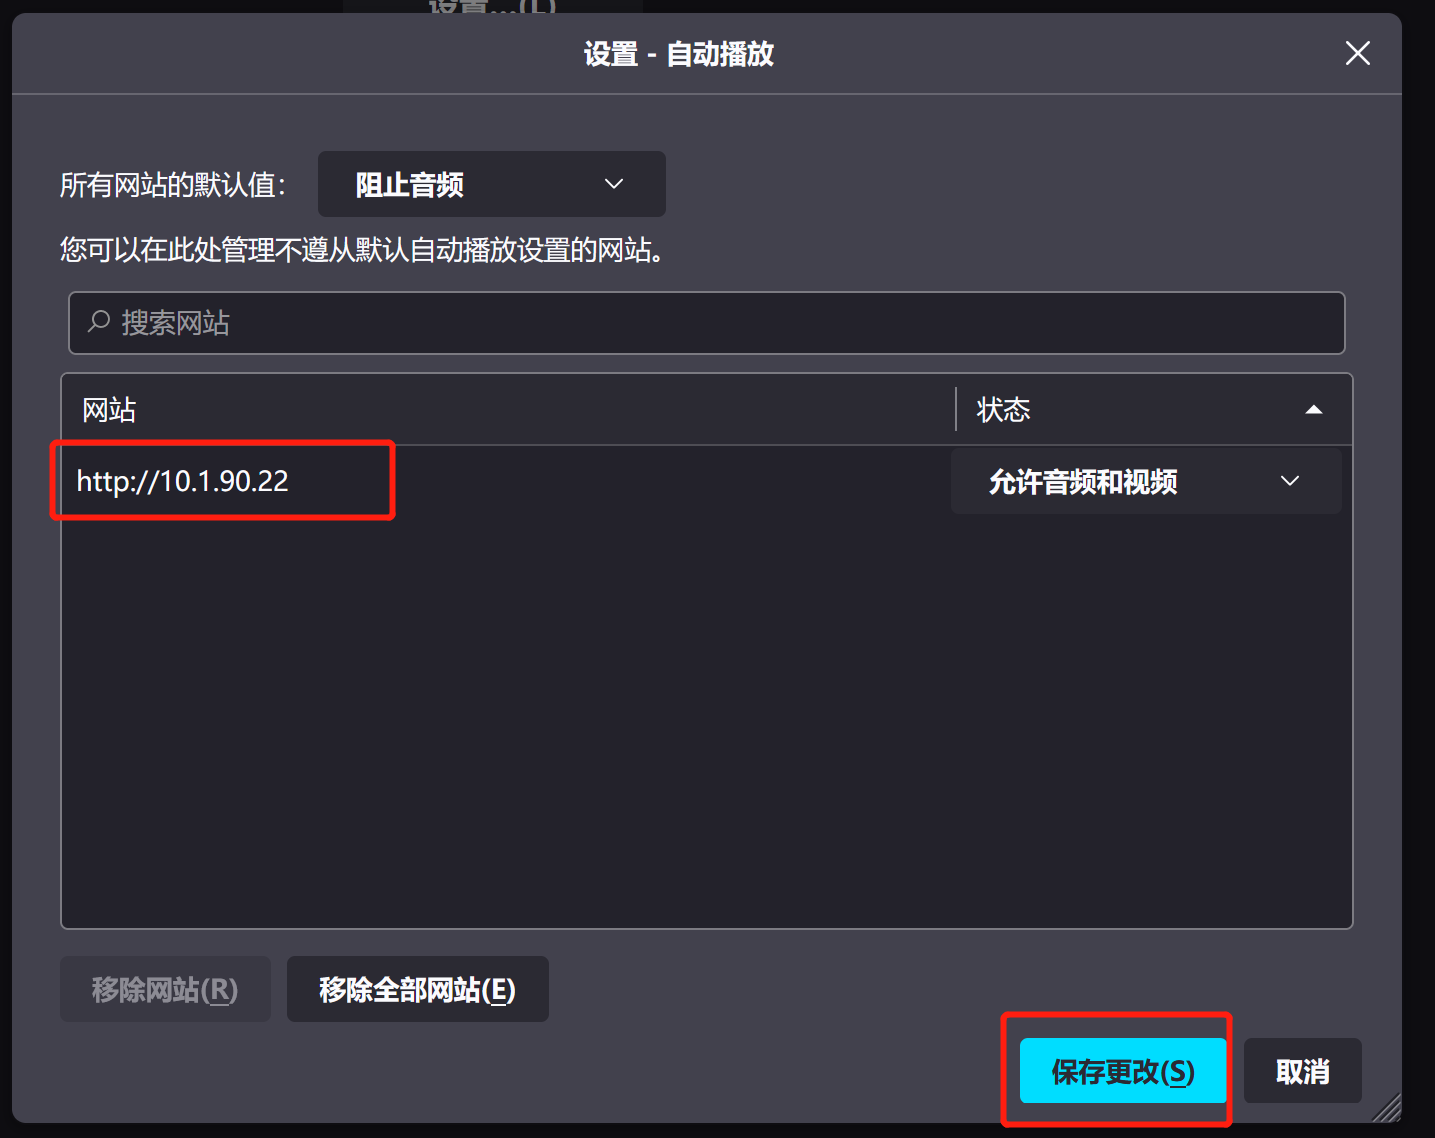 设置...(L)
设置 - 自动播放
所有网站的默认值： 阻止音频
您可以在此处管理不遵从默认自动播放设置的网站。
搜索网站
网站 状态
http://10.1.90.22 允许音频和视频
移除网站(R) 移除全部网站(E)
保存更改(S) 取消